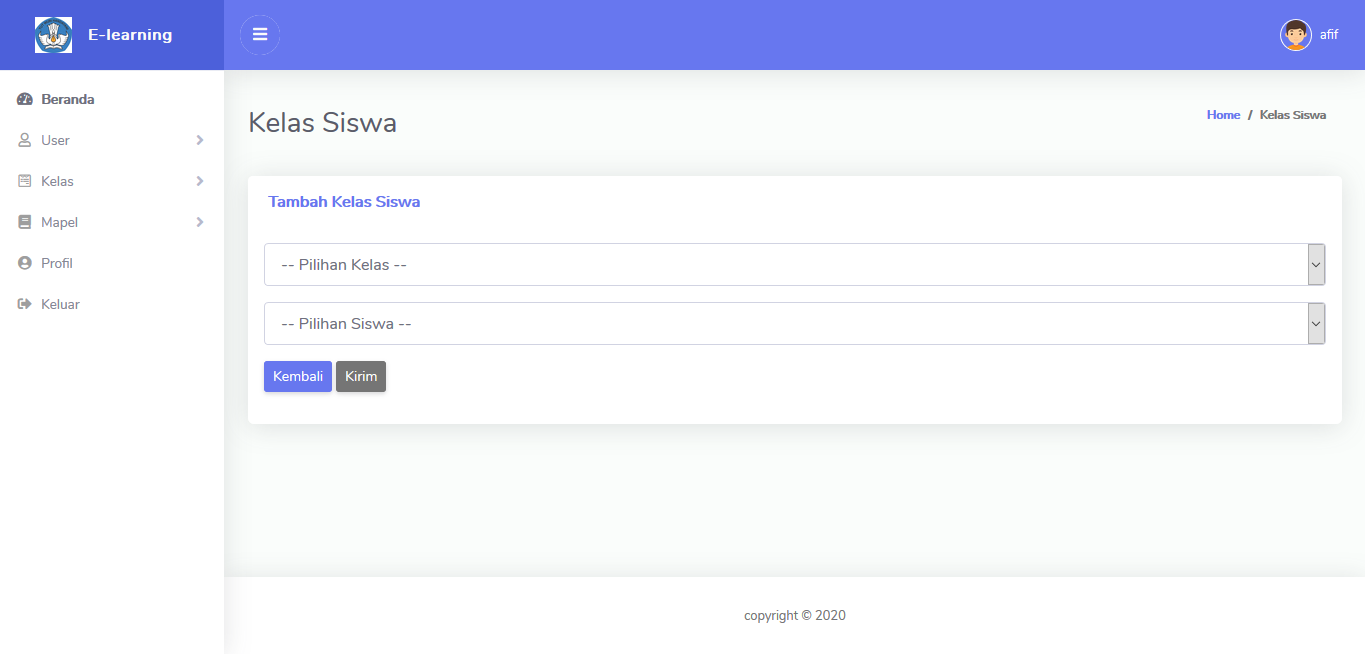 E-learning
afif
Beranda
User
Kelas
Mapel
Profil
Keluar
Kelas Siswa
Home / Kelas Siswa
Tambah Kelas Siswa
-- Pilihan Kelas --
-- Pilihan Siswa --
Kembali Kirim
copyright © 2020